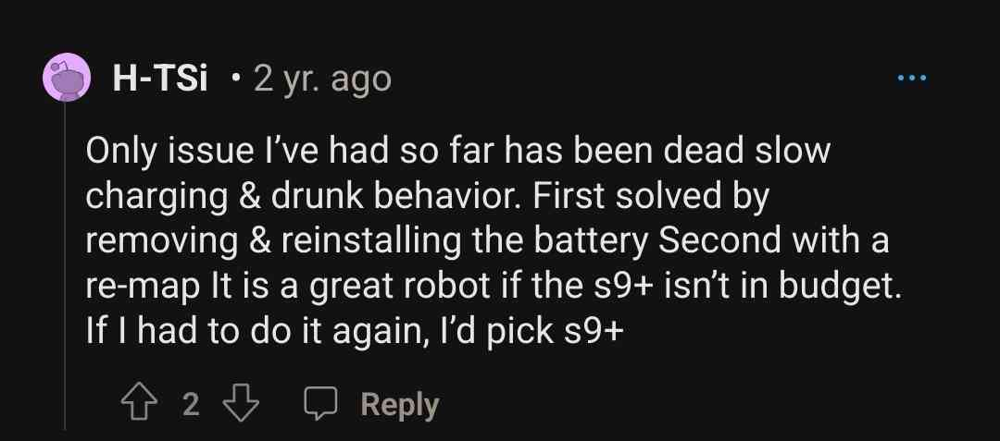 H-TSi • 2 yr. ago
Only issue I’ve had so far has been dead slow
charging & drunk behavior. First solved by
removing & reinstalling the battery Second with a
re-map It is a great robot if the s9+ isn’t in budget.
If I had to do it again, I’d pick s9+
2 Reply